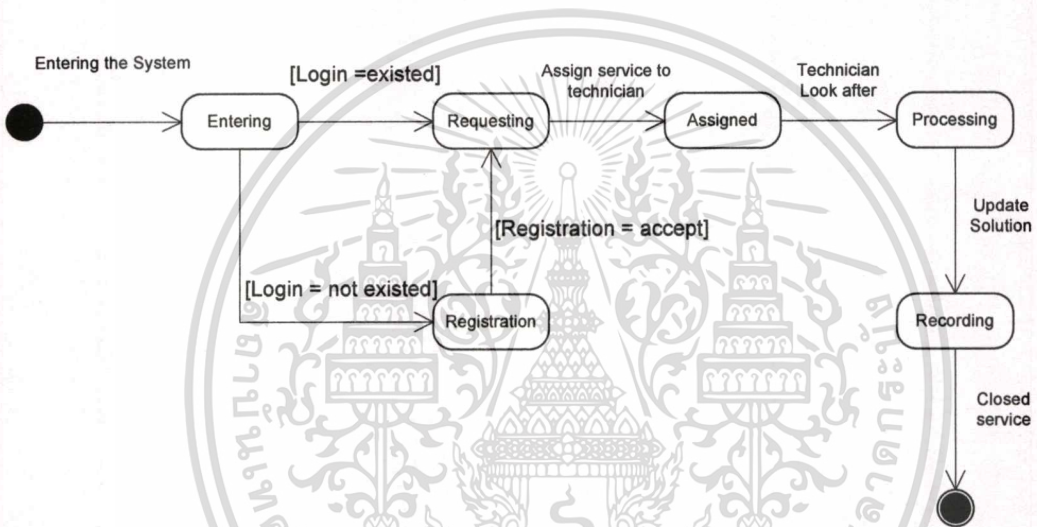 Entering the System
[Login =existed]
Assign service to
technician
Technician
Look after
Entering
Requesting
Assigned
Processing
[Registration = accept]
Update
Solution
[Login = not existed]
Registration
Recording
Closed
service